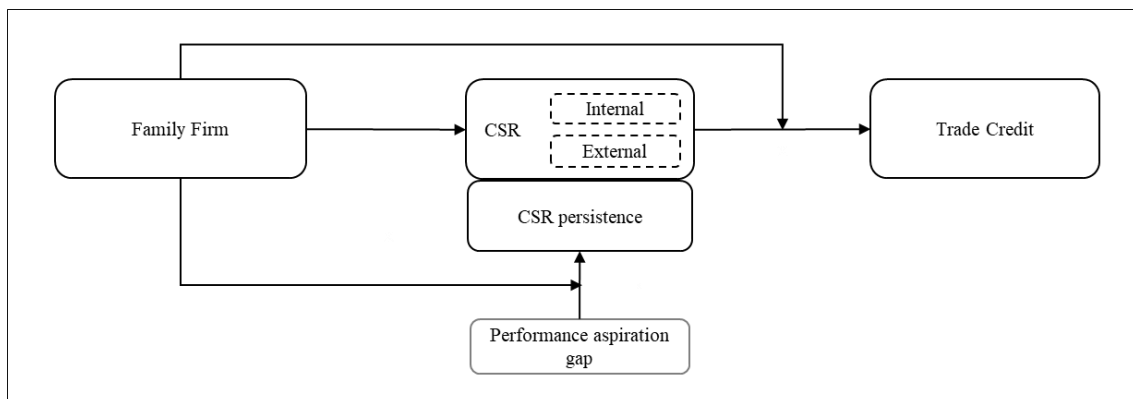 Family Firm
CSR
Internal
External
Trade Credit
CSR persistence
Performance aspiration
gap